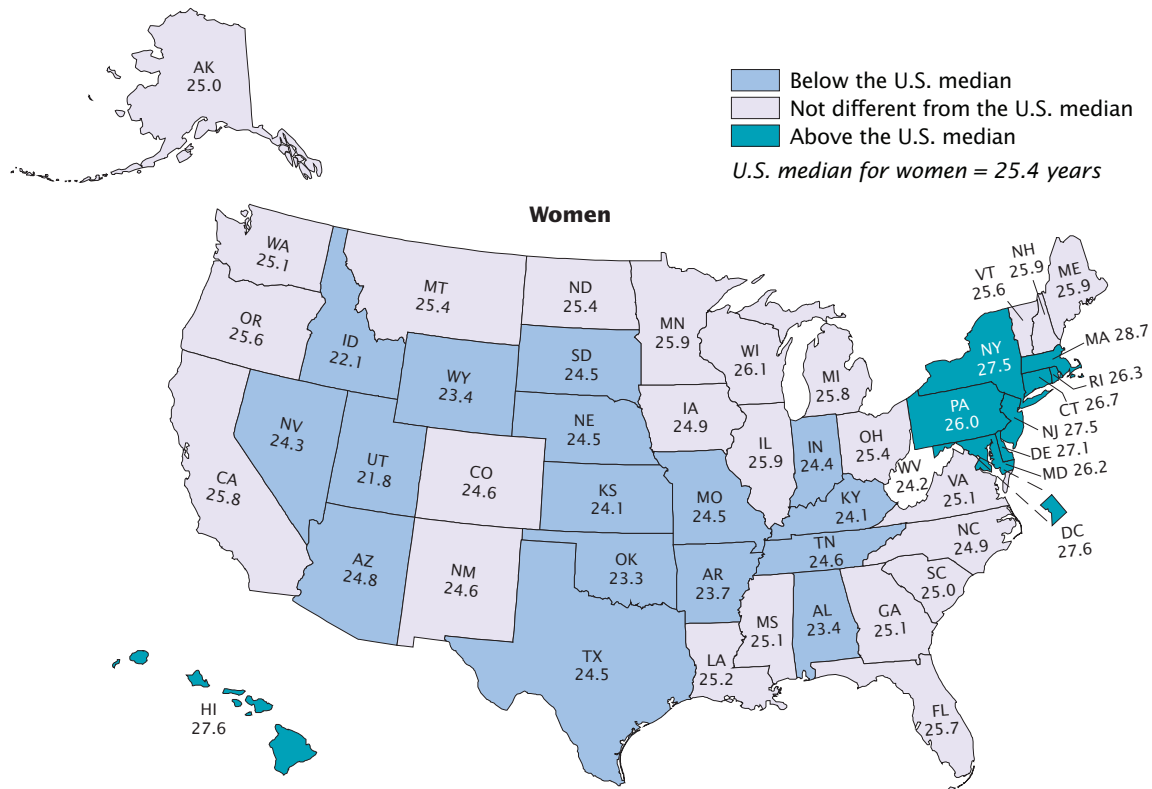 AK
25.0
Below the U.S. median
Not different from the U.S. median
Above the U.S. median
U.S. median for women = 25.4 years
Women
WA
25.1
MT
25.4
ND
25.4
MN
25.9
VT
25.6
NH
25.9
ME
25.9
OR
25.6
ID
22.1
WY
23.4
SD
24.5
WI
26.1
MI
25.8
NY
27.5
MA 28.7
RI 26.3
CT 26.7
NJ 27.5
DE 27.1
MD 26.2
DC
27.6
PA
26.0
NV
24.3
UT
21.8
CO
24.6
NE
24.5
IA
24.9
IL
25.9
IN
24.4
OH
25.4
WV
24.2
VA
25.1
CA
25.8
KS
24.1
MO
24.5
KY
24.1
NC
24.9
TN
24.6
SC
25.0
AZ
24.8
NM
24.6
OK
23.3
AR
23.7
MS
25.1
AL
23.4
GA
25.1
TX
24.5
LA
25.2
FL
25.7
HI
27.6